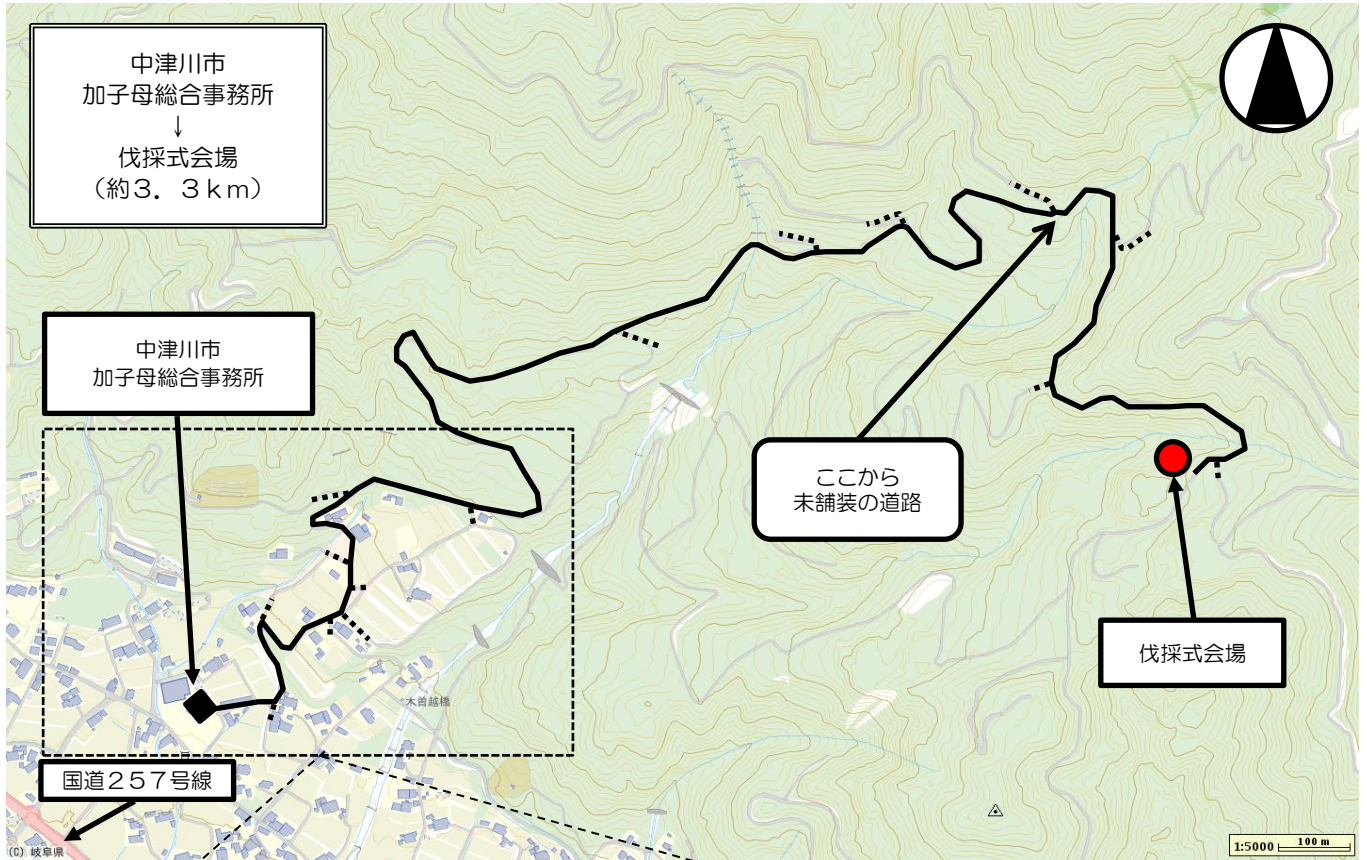 中津川市
加子母総合事務所
↓
伐採式会場
（約３．３ｋｍ）
中津川市
加子母総合事務所
ここから
未舗装の道路
伐採式会場
木曽越橋
国道２５７号線
(C) 岐阜県
1:5000 100 m